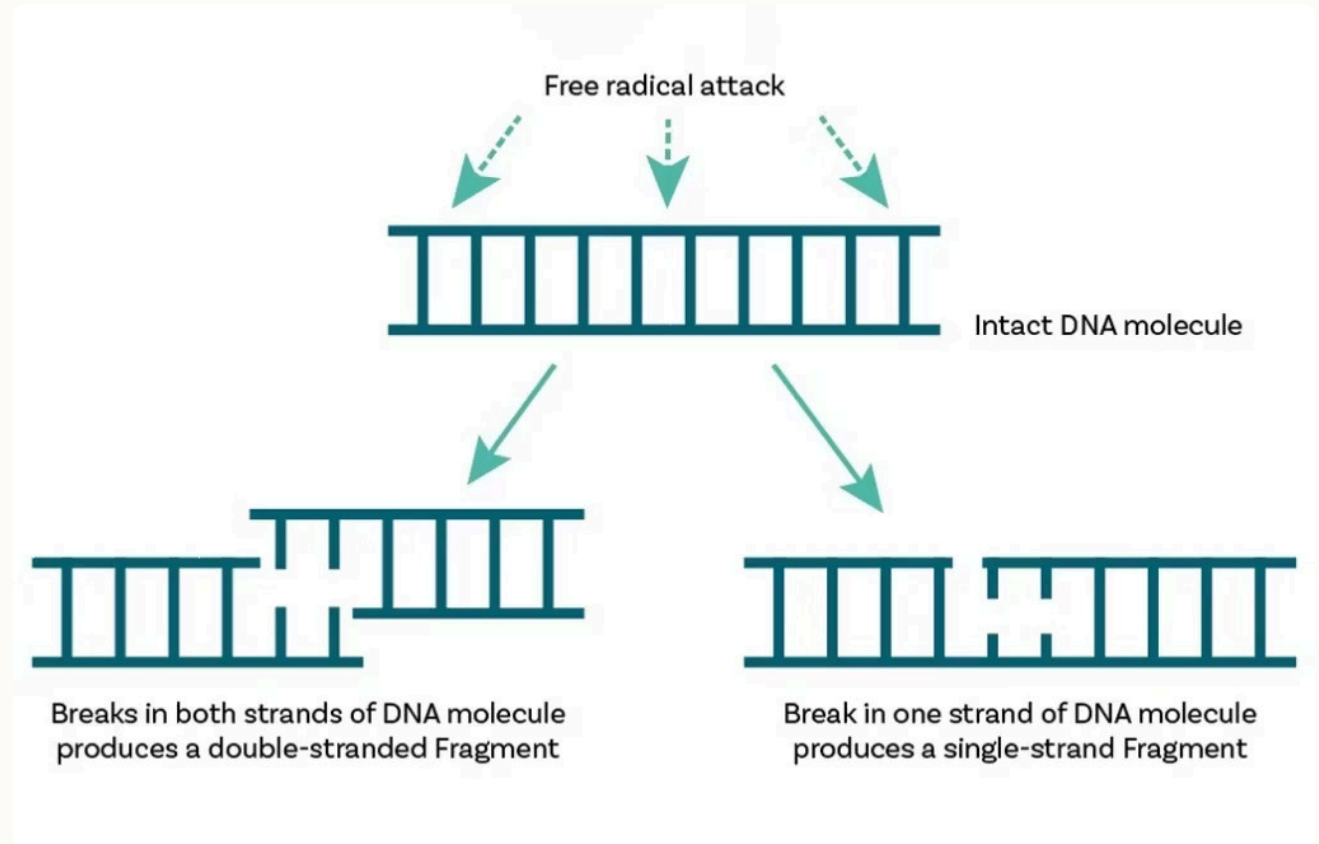 Free radical attack
Intact DNA molecule
Breaks in both strands of DNA molecule
produces a double-stranded Fragment
Break in one strand of DNA molecule
produces a single-strand Fragment